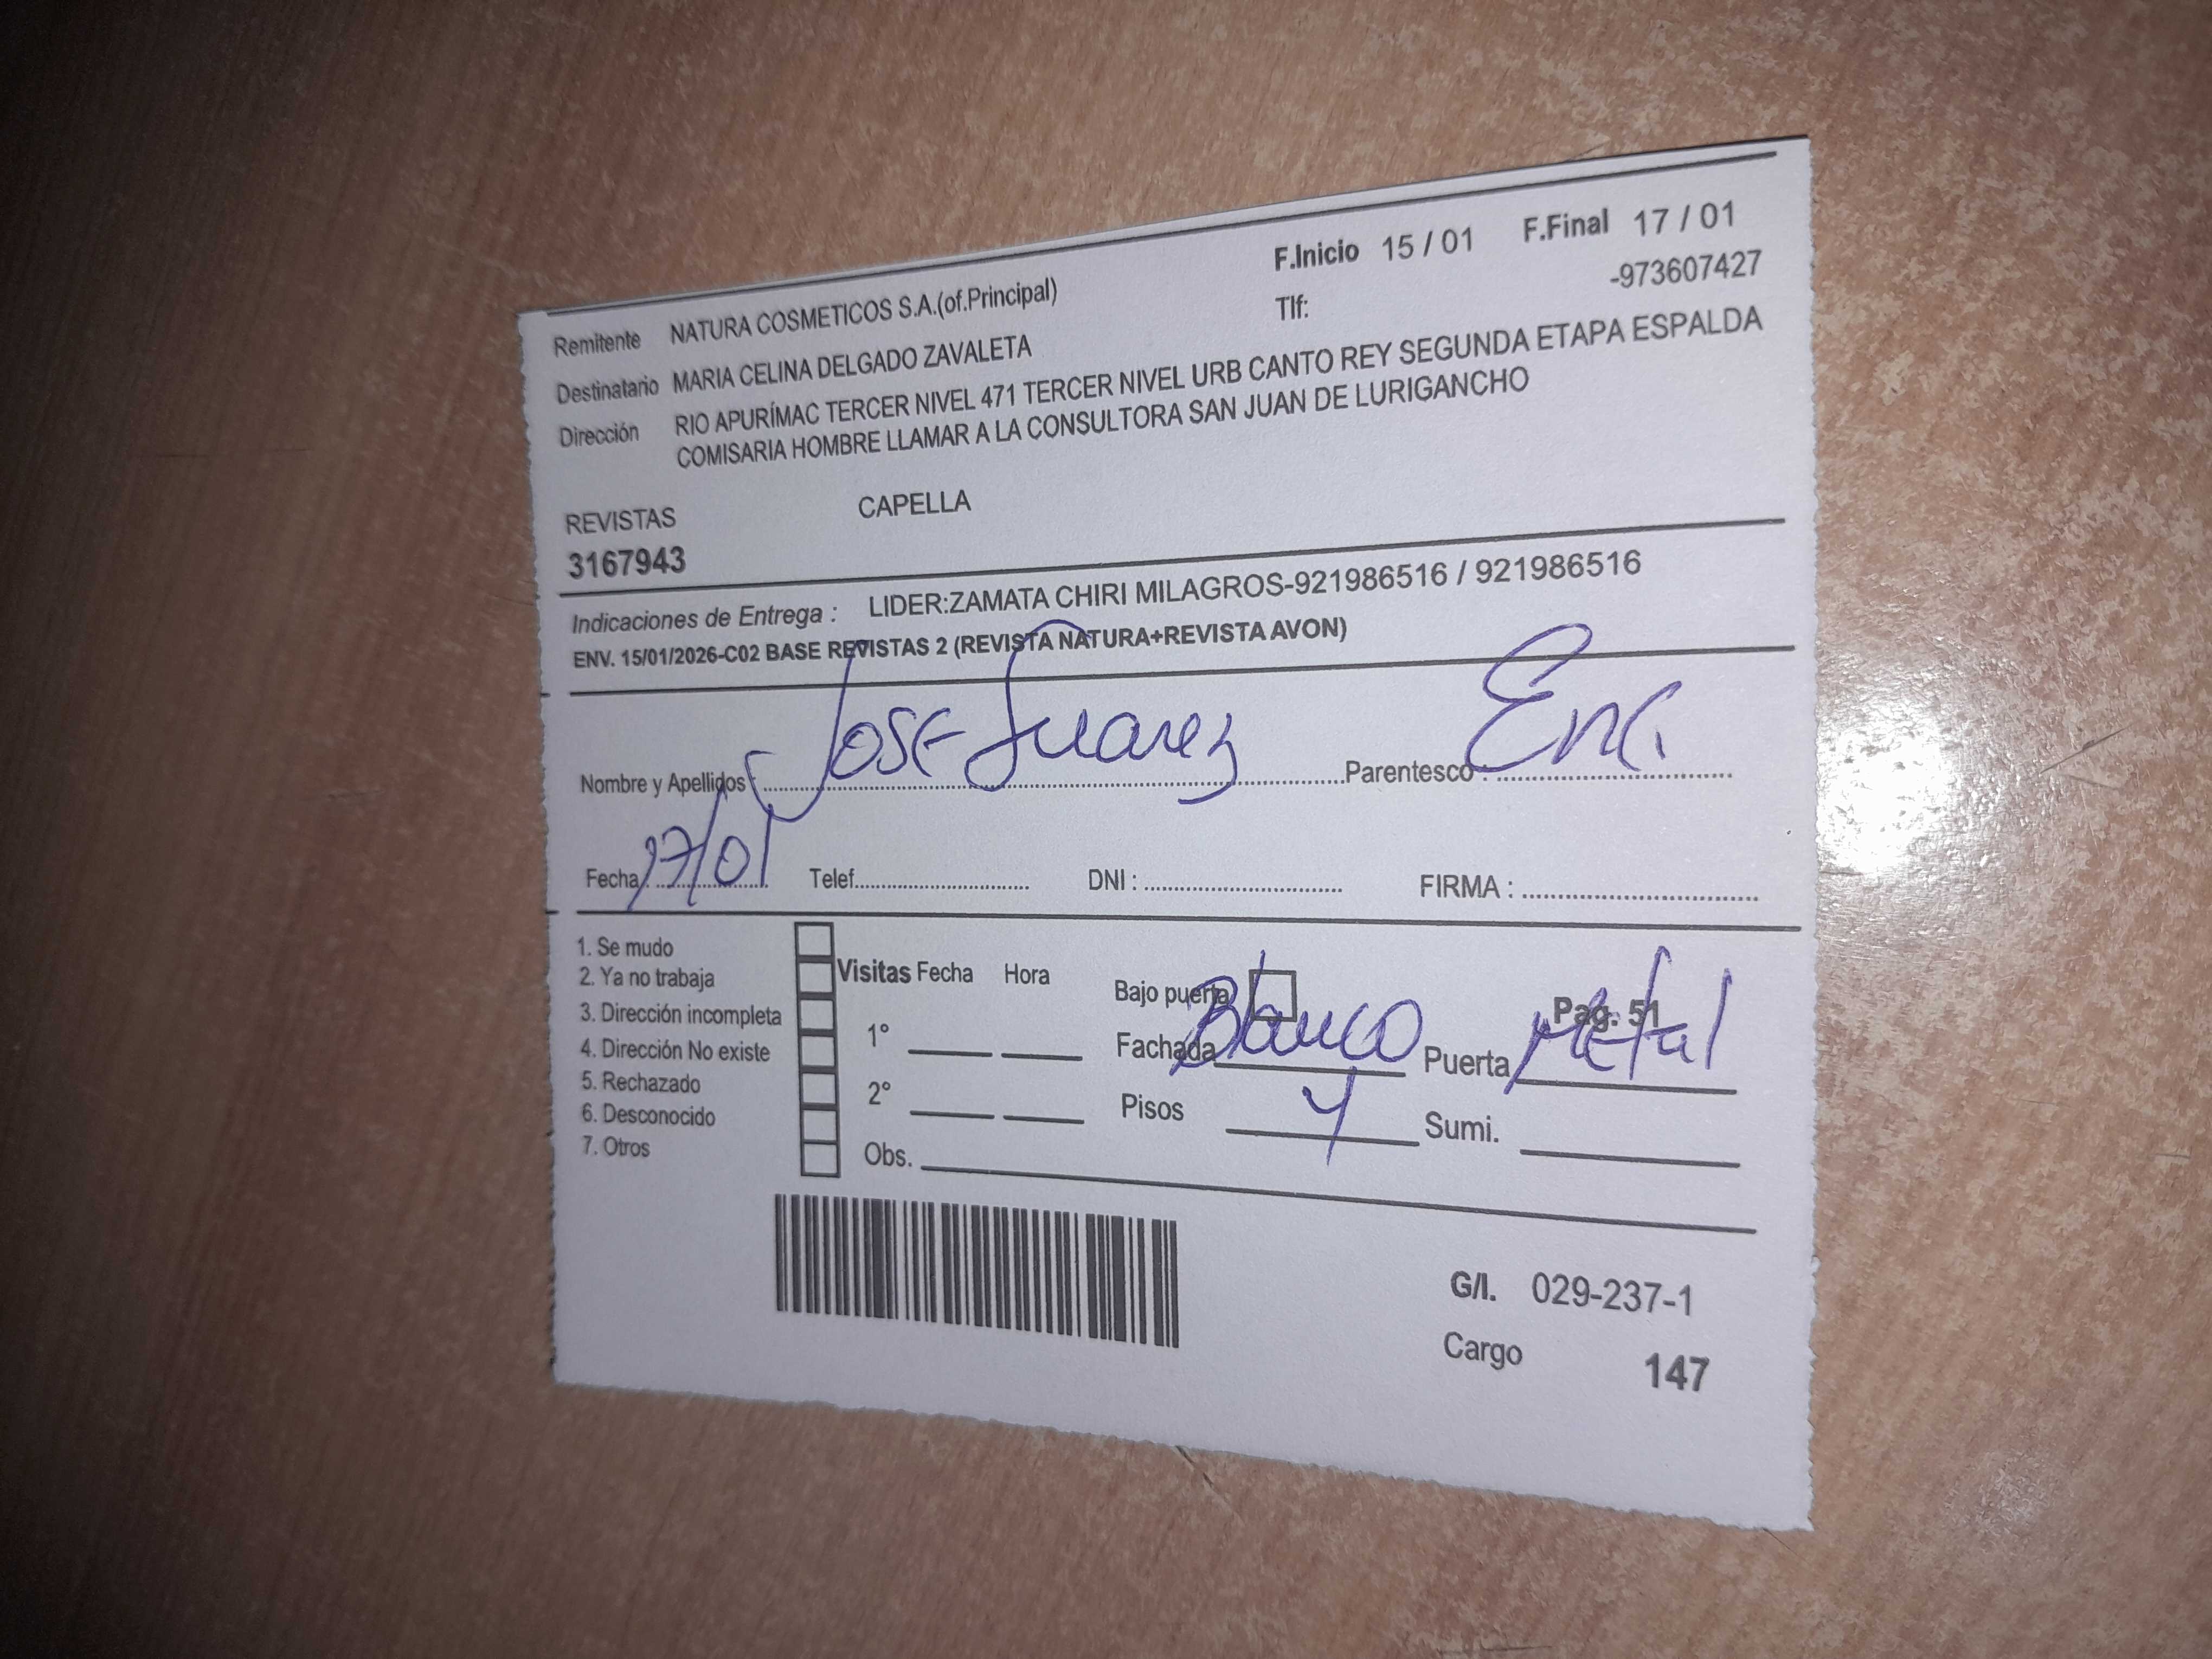 F.Inicio 15 / 01 F.Final 17 / 01
Remitente NATURA COSMETICOS S.A.(of.Principal) Tlf: -973607427
Destinatario MARIA CELINA DELGADO ZAVALETA
Dirección RIO APURÍMAC TERCER NIVEL 471 TERCER NIVEL URB CANTO REY SEGUNDA ETAPA ESPALDA
COMISARIA HOMBRE LLAMAR A LA CONSULTORA SAN JUAN DE LURIGANCHO
REVISTAS CAPELLA
3167943
Indicaciones de Entrega : LIDER:ZAMATA CHIRI MILAGROS-921986516 / 921986516
ENV. 15/01/2026-C02 BASE REVISTAS 2 (REVISTA NATURA+REVISTA AVON)
Nombre y Apellidos : Jose Suarez Parentesco : Enc.
Fecha 17/01 Telef. DNI : FIRMA :
1. Se mudo
2. Ya no trabaja Visitas Fecha Hora Bajo puerta
3. Dirección incompleta 1° Pag. 51
4. Dirección No existe Fachada Blanco Puerta Metal
5. Rechazado 2° Pisos 4 Sumi.
6. Desconocido
7. Otros Obs.
G/I. 029-237-1
Cargo 147